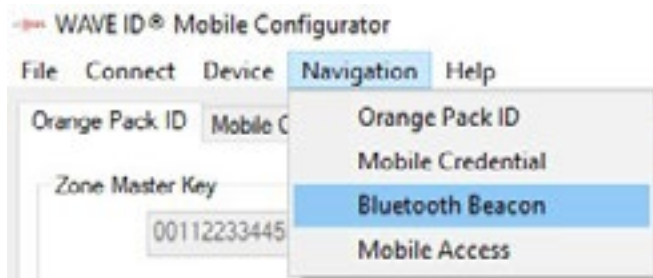 WAVE ID® Mobile Configurator
File Connect Device Navigation Help
Orange Pack ID Mobile C
Orange Pack ID
Mobile Credential
Zone Master Key
Bluetooth Beacon
00112233445
Mobile Access